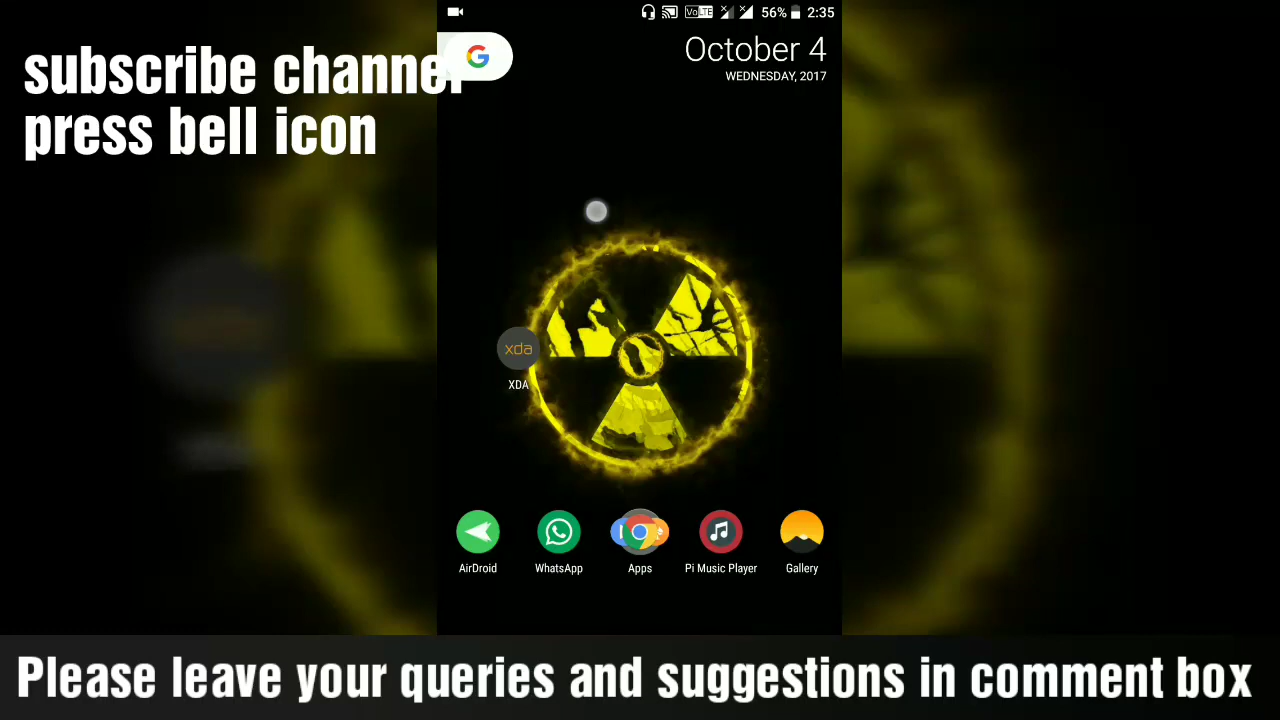 subscribe channel
press bell icon
VoLTE 56% 2:35
G
October 4
WEDNESDAY, 2017
xda
XDA
AirDroid WhatsApp Apps Pi Music Player Gallery
Please leave your queries and suggestions in comment box